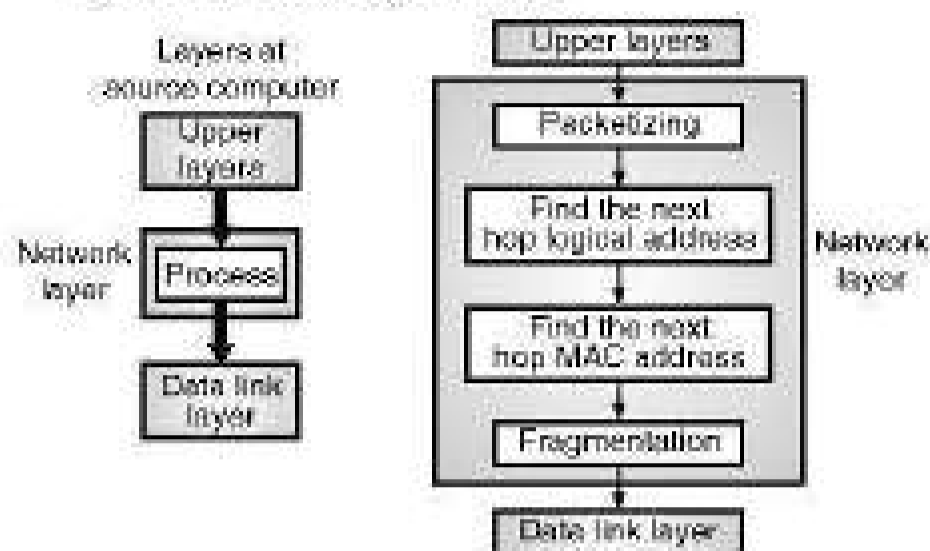 Layers at
source computer
Upper
layers
Network
layer
Process
Data link
layer
Upper layers
Packetizing
Find the next
hop logical address
Find the next
hop MAC address
Fragmentation
Network
layer
Data link layer